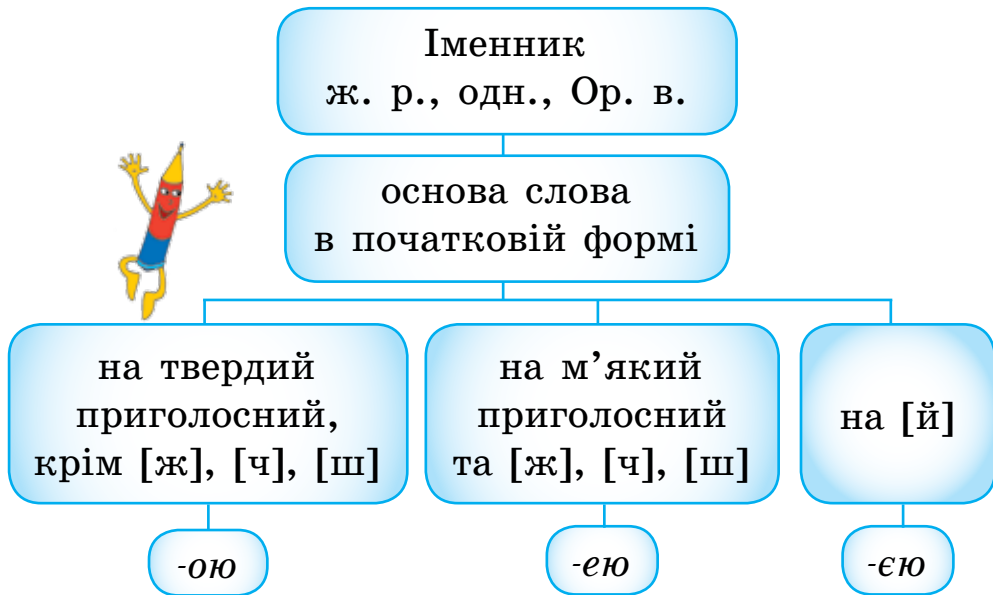 Іменник
ж. р., одн., Ор. в.
основа слова
в початковій формі
на твердий
приголосний,
крім [ж], [ч], [ш]
на м’який
приголосний
та [ж], [ч], [ш]
на [й]
-ою
-ею
-єю